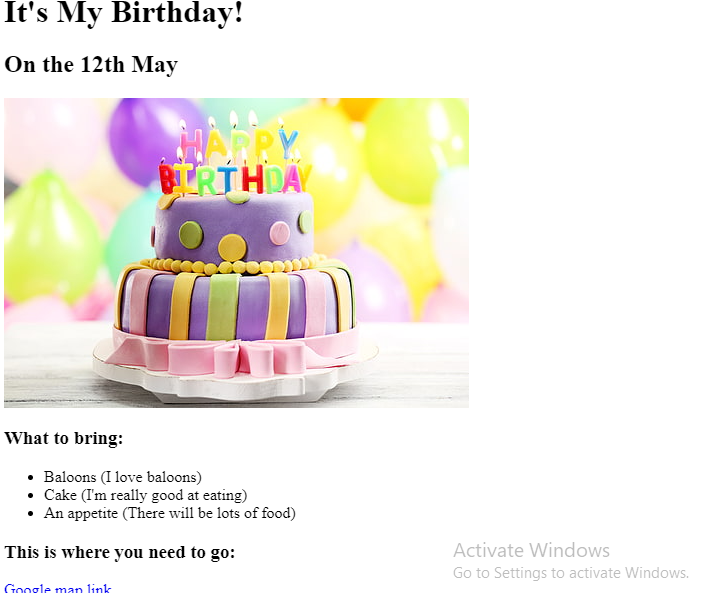 It's My Birthday!
On the 12th May
HAPPY
BIRTHDAY
What to bring:
Baloons (I love baloons)
Cake (I'm really good at eating)
An appetite (There will be lots of food)
This is where you need to go:
Google map link
Activate Windows
Go to Settings to activate Windows.